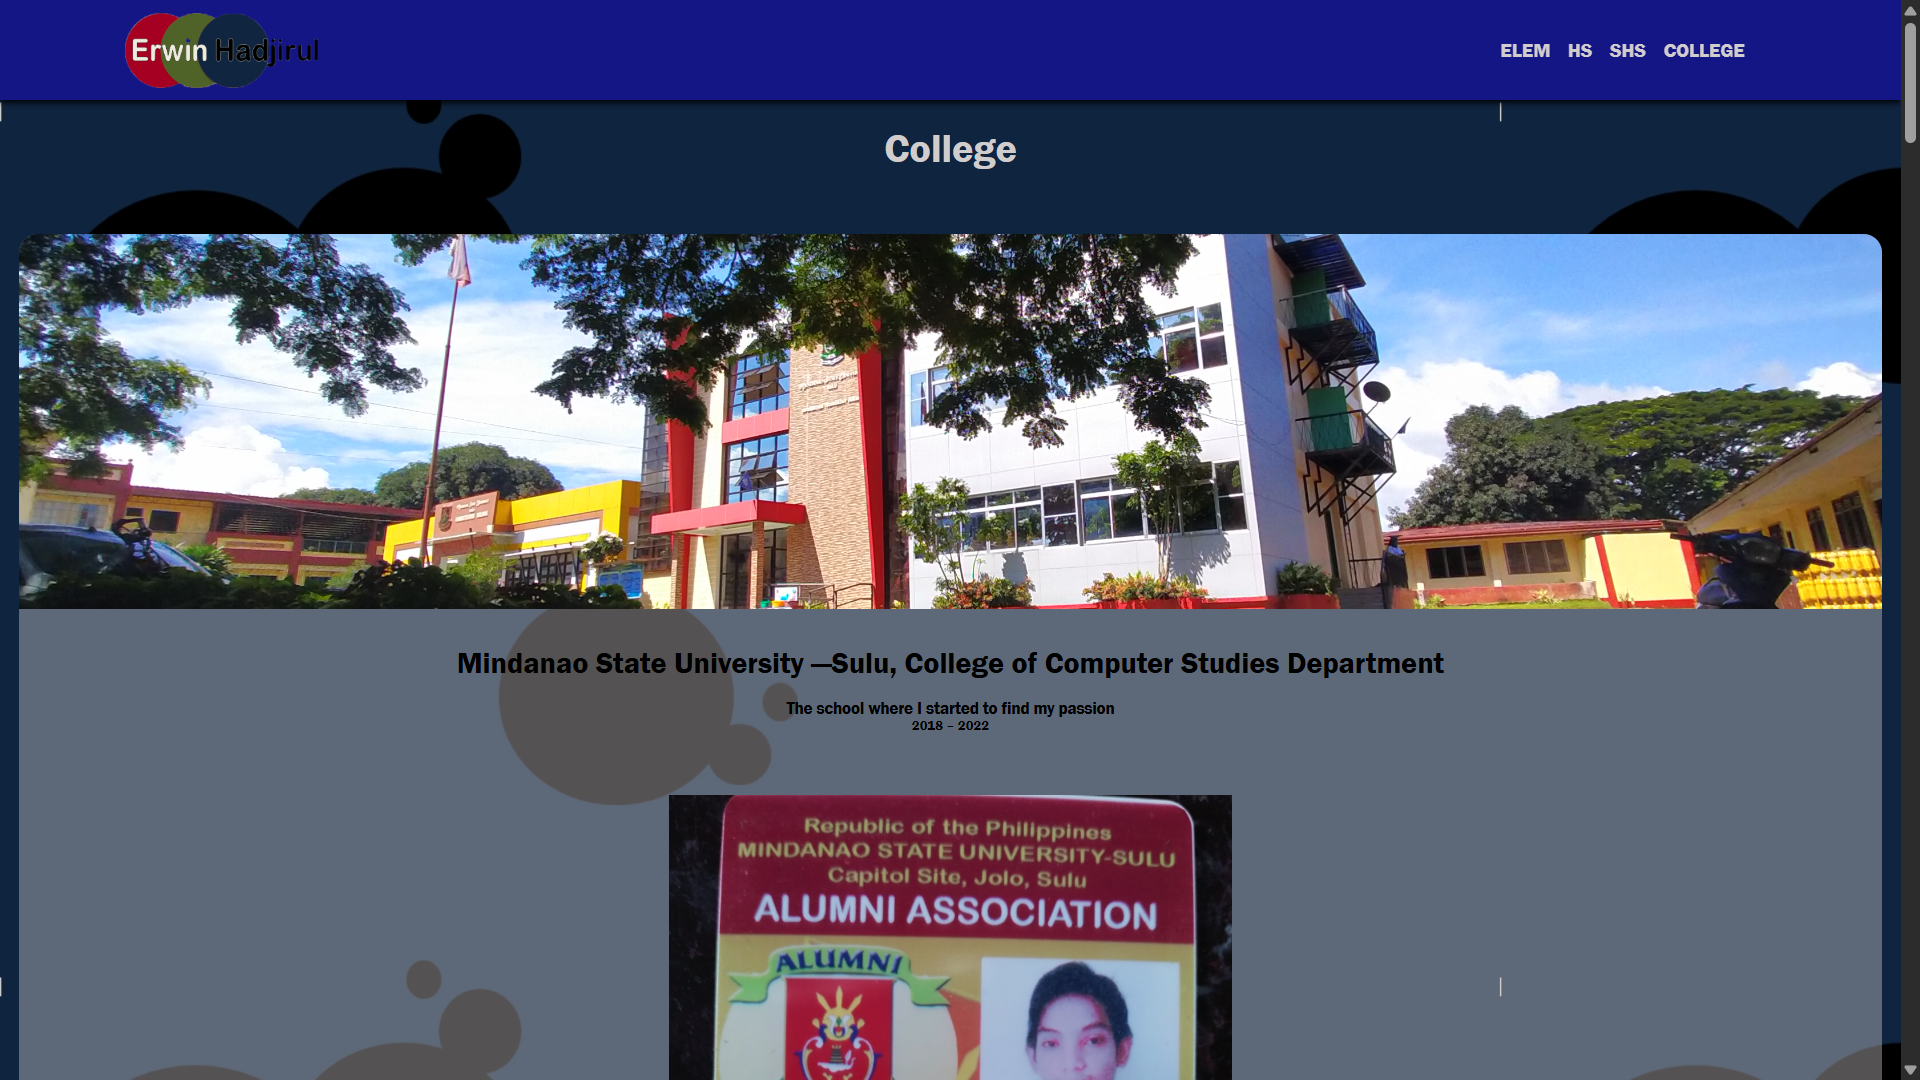 Erwin Hadjirul
ELEM HS SHS COLLEGE
College
Mindanao State University —Sulu, College of Computer Studies Department
The school where I started to find my passion
2018 – 2022
Republic of the Philippines
MINDANAO STATE UNIVERSITY-SULU
Capitol Site, Jolo, Sulu
ALUMNI ASSOCIATION
ALUMNI